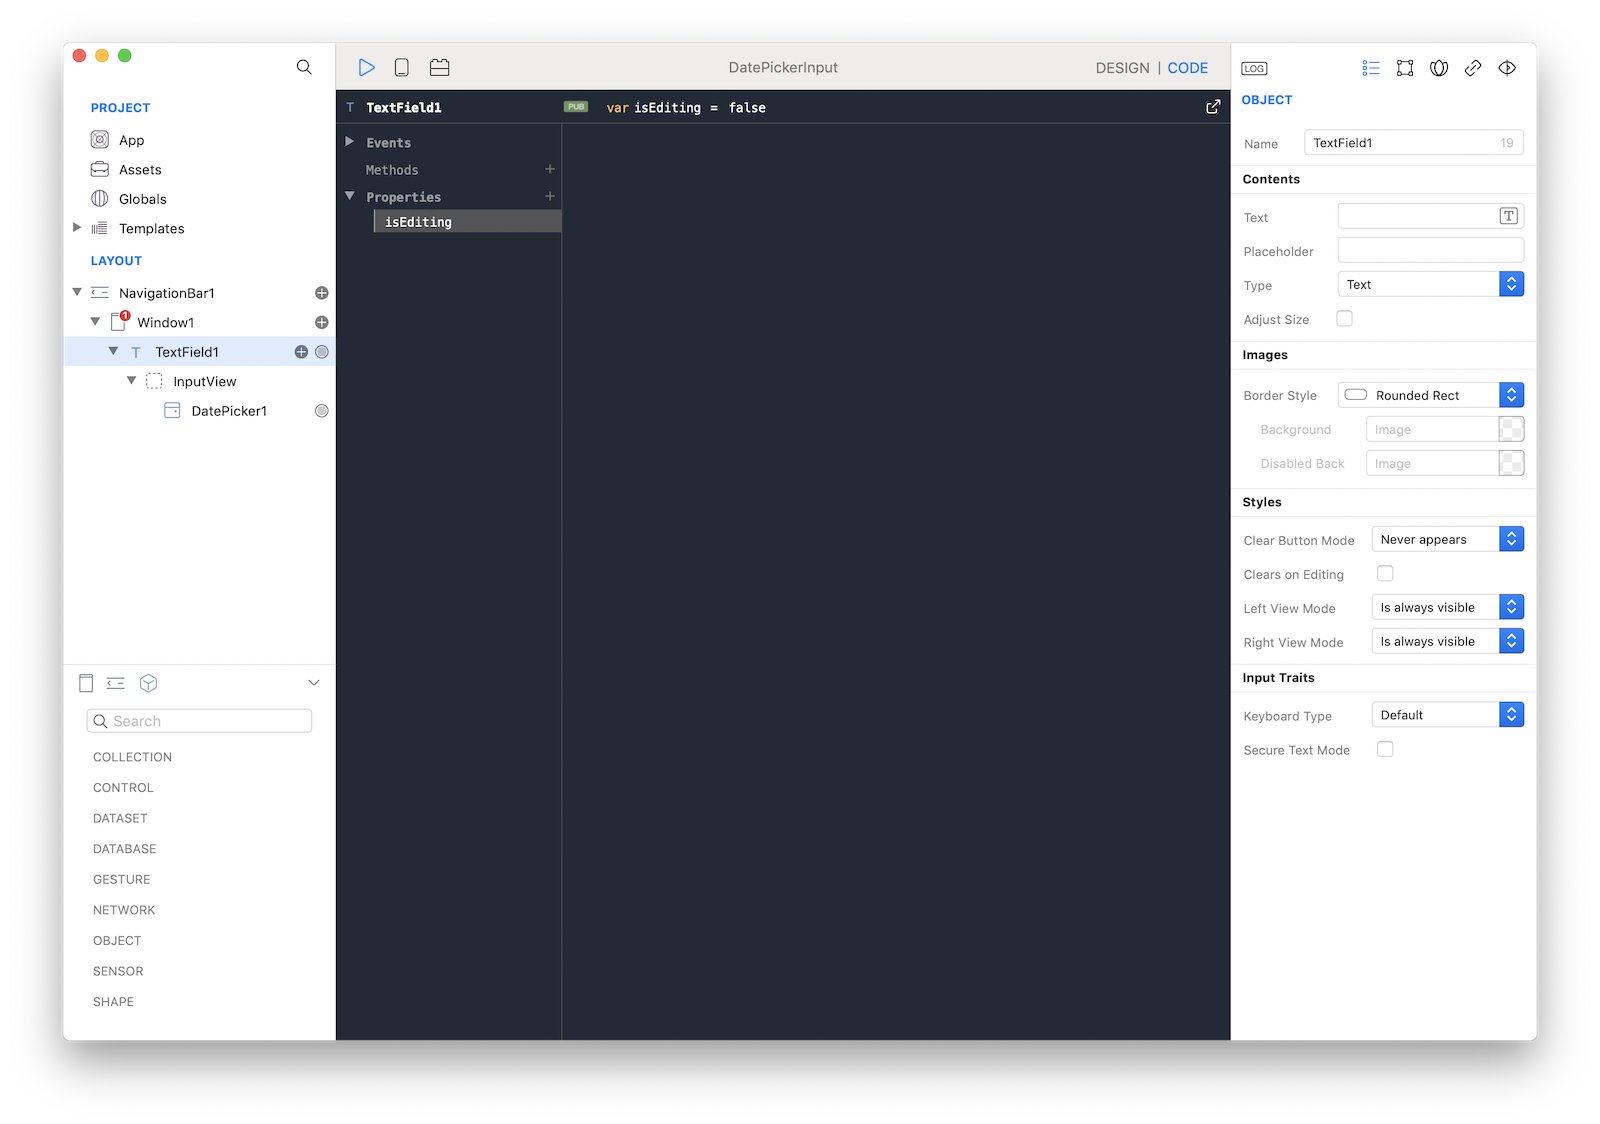 PROJECT
App
Assets
Globals
Templates
LAYOUT
NavigationBar1
1
Window1
TextField1
InputView
DatePicker1
Search
COLLECTION
CONTROL
DATASET
DATABASE
GESTURE
NETWORK
OBJECT
SENSOR
SHAPE
DatePickerInput
DESIGN | CODE
T TextField1
PUB var isEditing = false
Events
Methods
Properties
isEditing
LOG
OBJECT
Name TextField1 19
Contents
Text T
Placeholder
Type Text
Adjust Size
Images
Border Style Rounded Rect
Background Image
Disabled Back Image
Styles
Clear Button Mode Never appears
Clears on Editing
Left View Mode Is always visible
Right View Mode Is always visible
Input Traits
Keyboard Type Default
Secure Text Mode